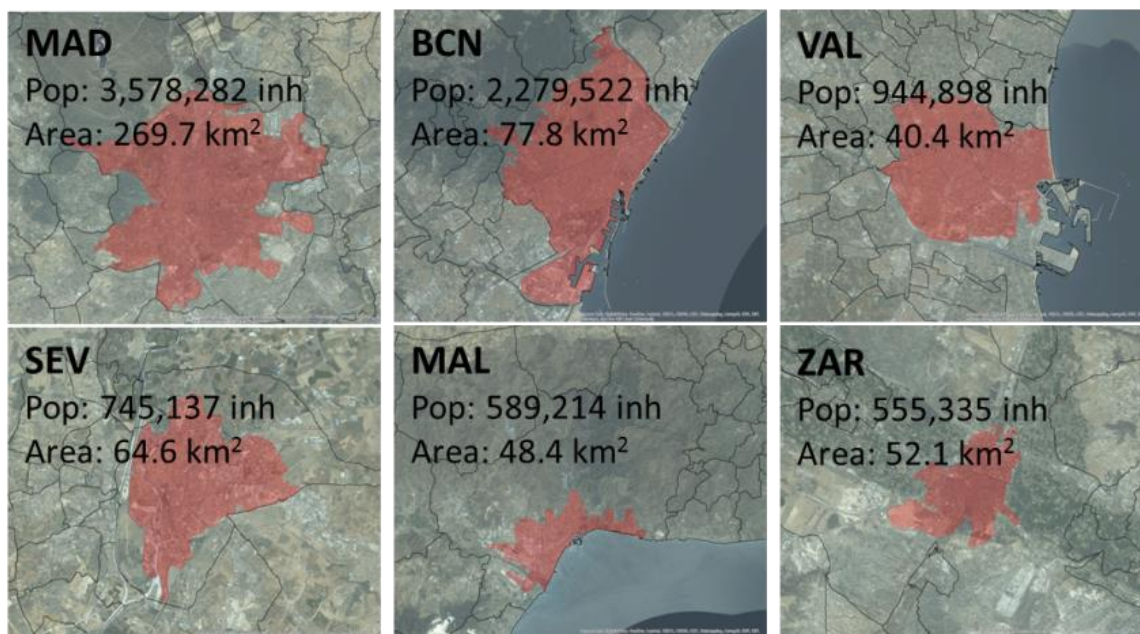 MAD
Pop: 3,578,282 inh
Area: 269.7 km²
BCN
Pop: 2,279,522 inh
Area: 77.8 km²
VAL
Pop: 944,898 inh
Area: 40.4 km²
SEV
Pop: 745,137 inh
Area: 64.6 km²
MAL
Pop: 589,214 inh
Area: 48.4 km²
ZAR
Pop: 555,335 inh
Area: 52.1 km²